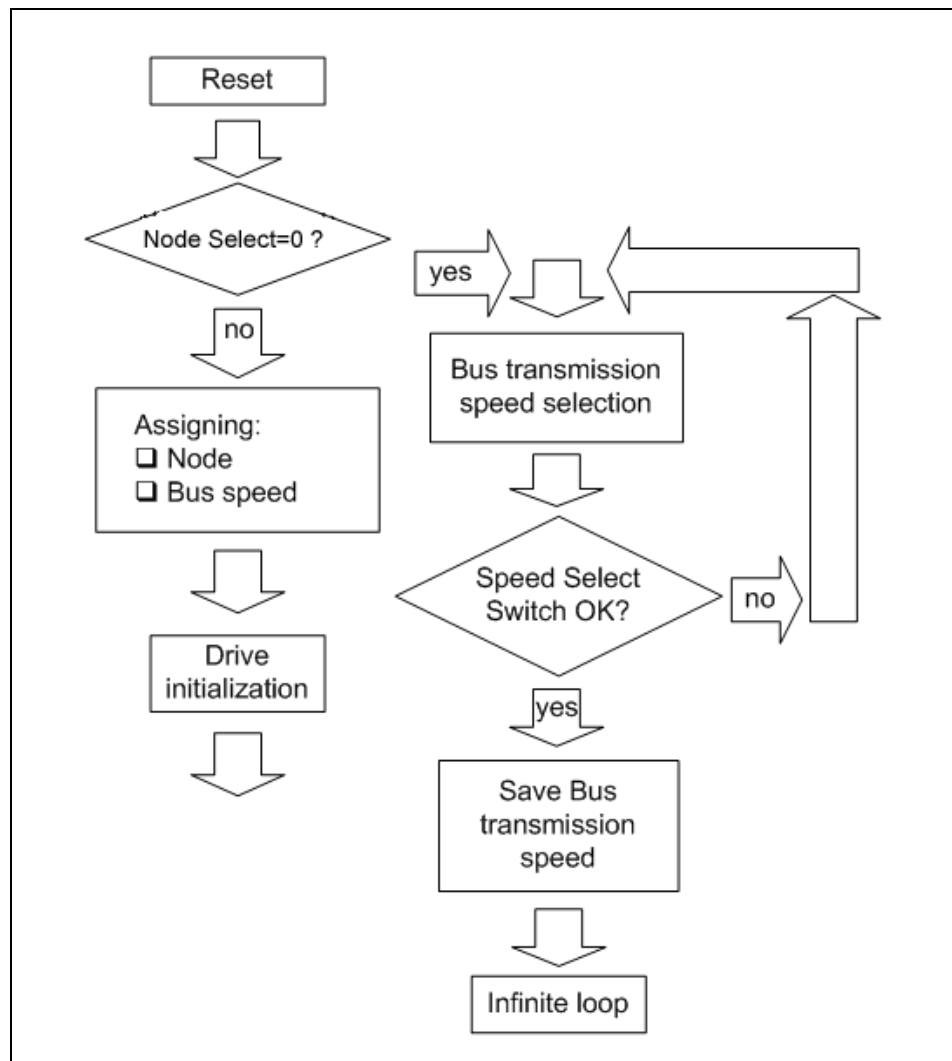 Reset
Node Select=0 ?
yes
no
Bus transmission
speed selection
Assigning:
❑ Node
❑ Bus speed
Speed Select
Switch OK?
no
Drive
initialization
yes
Save Bus
transmission
speed
Infinite loop